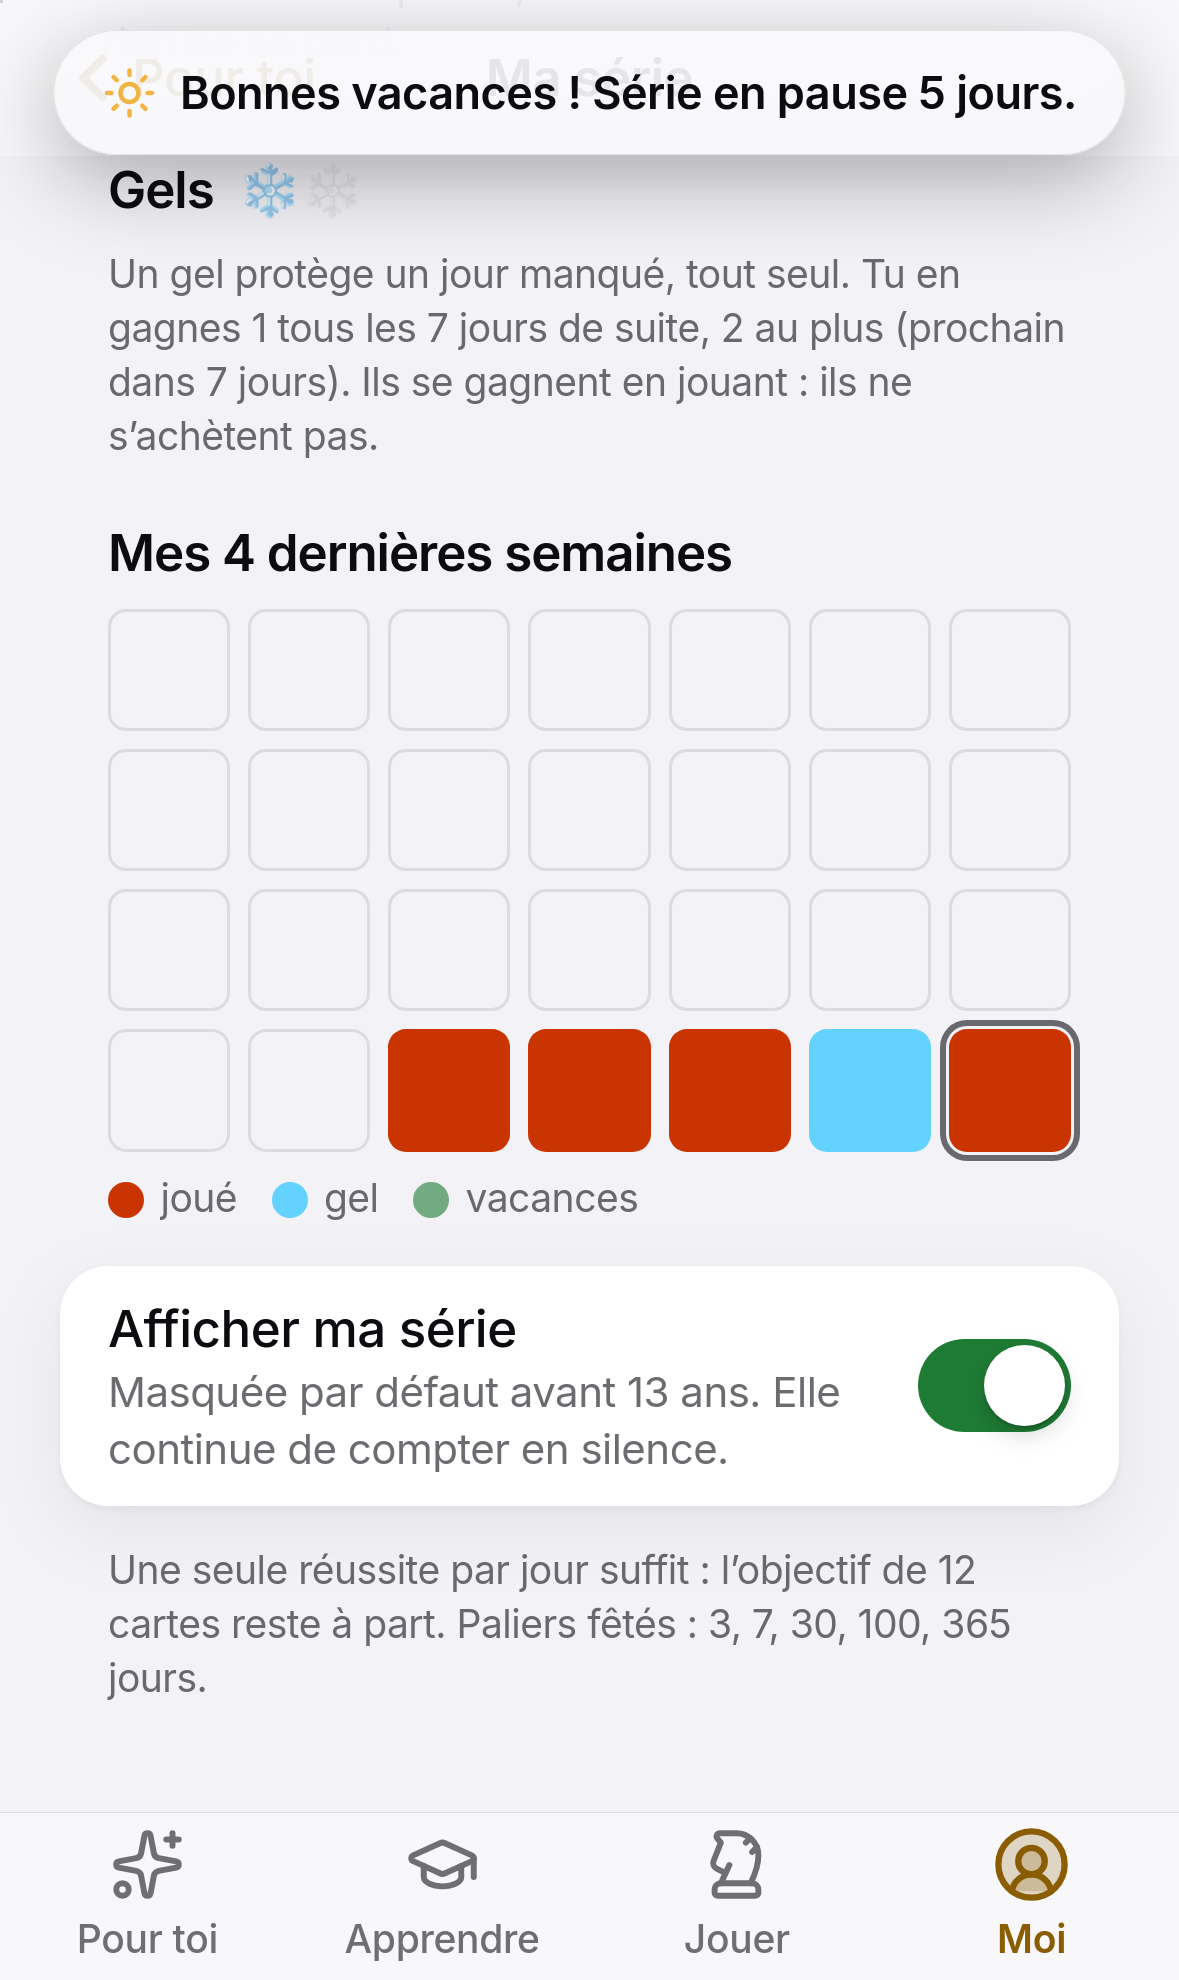 Pour toi
Ma série
Bonnes vacances ! Série en pause 5 jours.
Gels
Un gel protège un jour manqué, tout seul. Tu en
gagnes 1 tous les 7 jours de suite, 2 au plus (prochain
dans 7 jours). Ils se gagnent en jouant : ils ne
s’achètent pas.
Mes 4 dernières semaines
joué gel vacances
Afficher ma série
Masquée par défaut avant 13 ans. Elle
continue de compter en silence.
Une seule réussite par jour suffit : l’objectif de 12
cartes reste à part. Paliers fêtés : 3, 7, 30, 100, 365
jours.
Pour toi Apprendre Jouer Moi